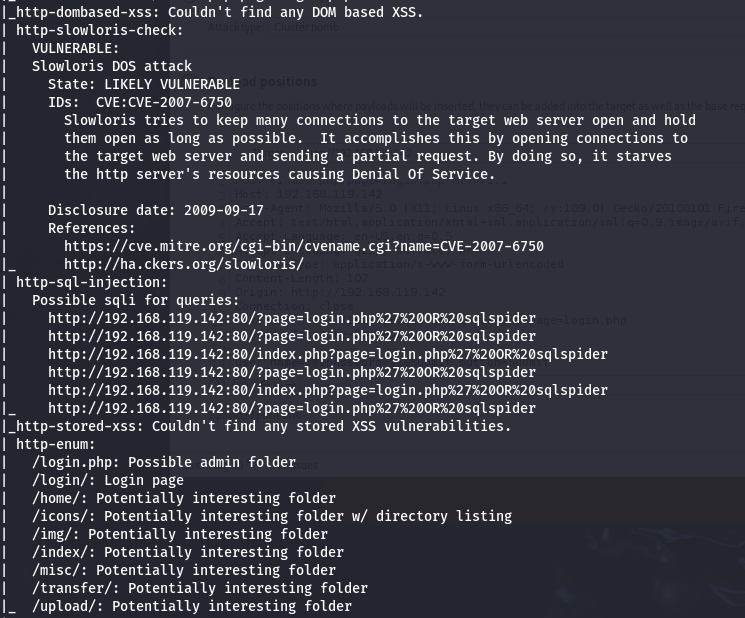 |_http-dombased-xss: Couldn't find any DOM based XSS.
| http-slowloris-check:
|   VULNERABLE:
|   Slowloris DOS attack
|     State: LIKELY VULNERABLE
|     IDs:  CVE:CVE-2007-6750
|       Slowloris tries to keep many connections to the target web server open and hold
|       them open as long as possible.  It accomplishes this by opening connections to
|       the target web server and sending a partial request. By doing so, it starves
|       the http server's resources causing Denial Of Service.
|
|     Disclosure date: 2009-09-17
|     References:
|       https://cve.mitre.org/cgi-bin/cvename.cgi?name=CVE-2007-6750
|_      http://ha.ckers.org/slowloris/
| http-sql-injection:
|   Possible sqli for queries:
|     http://192.168.119.142:80/?page=login.php%27%20OR%20sqlspider
|     http://192.168.119.142:80/?page=login.php%27%20OR%20sqlspider
|     http://192.168.119.142:80/index.php?page=login.php%27%20OR%20sqlspider
|     http://192.168.119.142:80/?page=login.php%27%20OR%20sqlspider
|     http://192.168.119.142:80/index.php?page=login.php%27%20OR%20sqlspider
|_    http://192.168.119.142:80/?page=login.php%27%20OR%20sqlspider
|_http-stored-xss: Couldn't find any stored XSS vulnerabilities.
| http-enum:
|   /login.php: Possible admin folder
|   /login/: Login page
|   /home/: Potentially interesting folder
|   /icons/: Potentially interesting folder w/ directory listing
|   /img/: Potentially interesting folder
|   /index/: Potentially interesting folder
|   /misc/: Potentially interesting folder
|   /transfer/: Potentially interesting folder
|_  /upload/: Potentially interesting folder